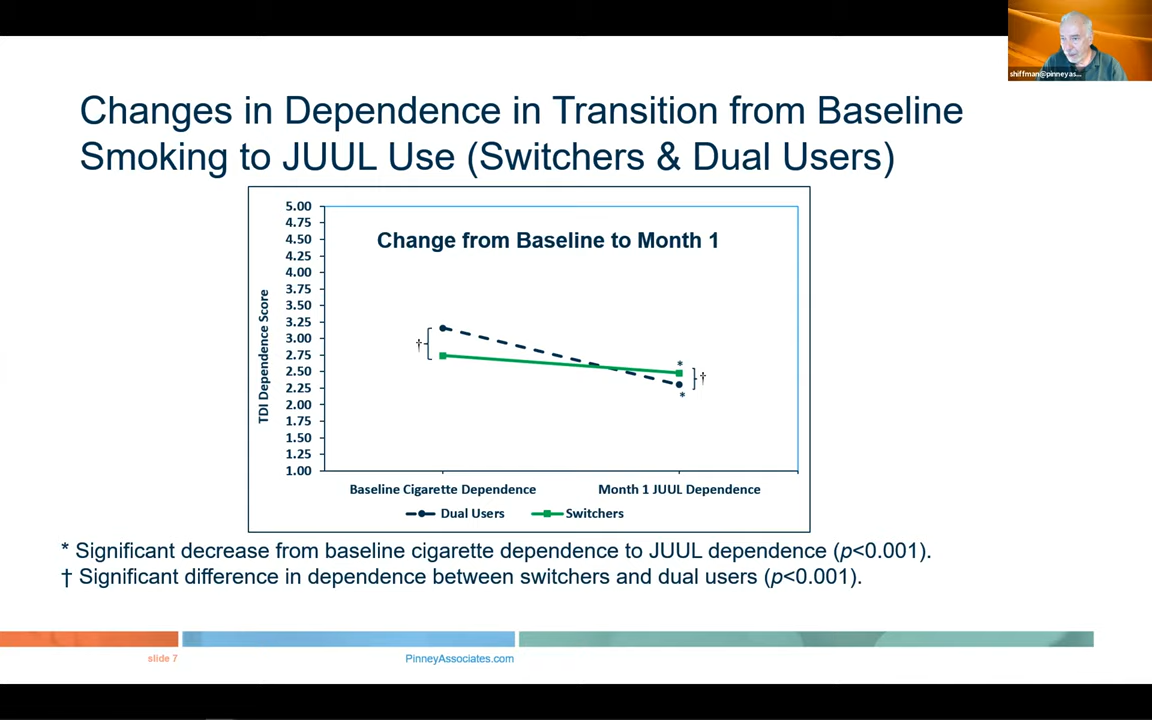 shiffman@pinneyas...
Changes in Dependence in Transition from Baseline
Smoking to JUUL Use (Switchers & Dual Users)
Change from Baseline to Month 1
TDI Dependence Score
5.00
4.75
4.50
4.25
4.00
3.75
3.50
3.25
3.00
2.75
2.50
2.25
2.00
1.75
1.50
1.25
1.00
†
*
†
*
Baseline Cigarette Dependence Month 1 JUUL Dependence
Dual Users Switchers
* Significant decrease from baseline cigarette dependence to JUUL dependence (p<0.001).
† Significant difference in dependence between switchers and dual users (p<0.001).
slide 7 PinneyAssociates.com